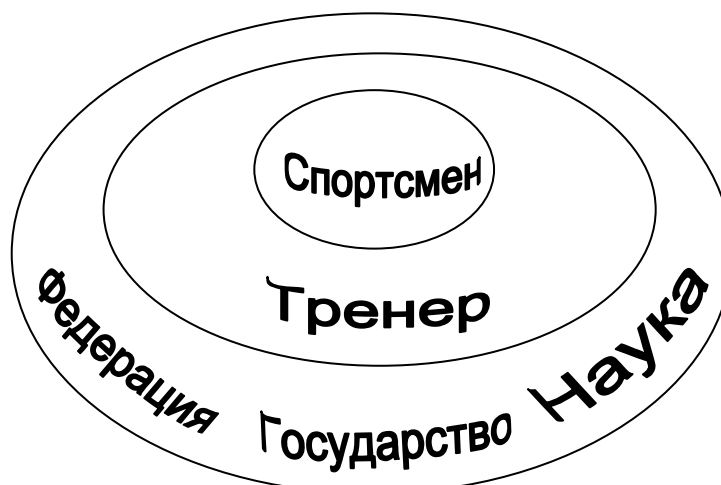 Спортсмен
Тренер
Федерация
Государство
Наука